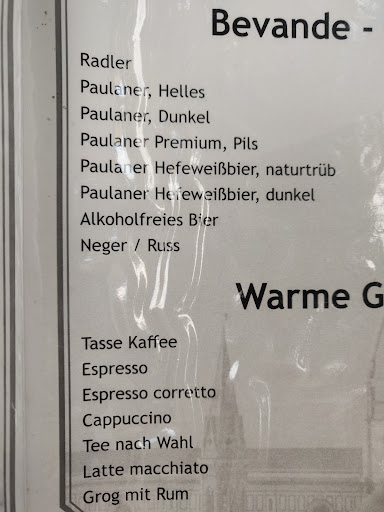 Bevande -
Radler
Paulaner, Helles
Paulaner, Dunkel
Paulaner Premium, Pils
Paulaner Hefeweißbier, naturtrüb
Paulaner Hefeweißbier, dunkel
Alkoholfreies Bier
Neger / Russ
Warme G
Tasse Kaffee
Espresso
Espresso corretto
Cappuccino
Tee nach Wahl
Latte macchiato
Grog mit Rum